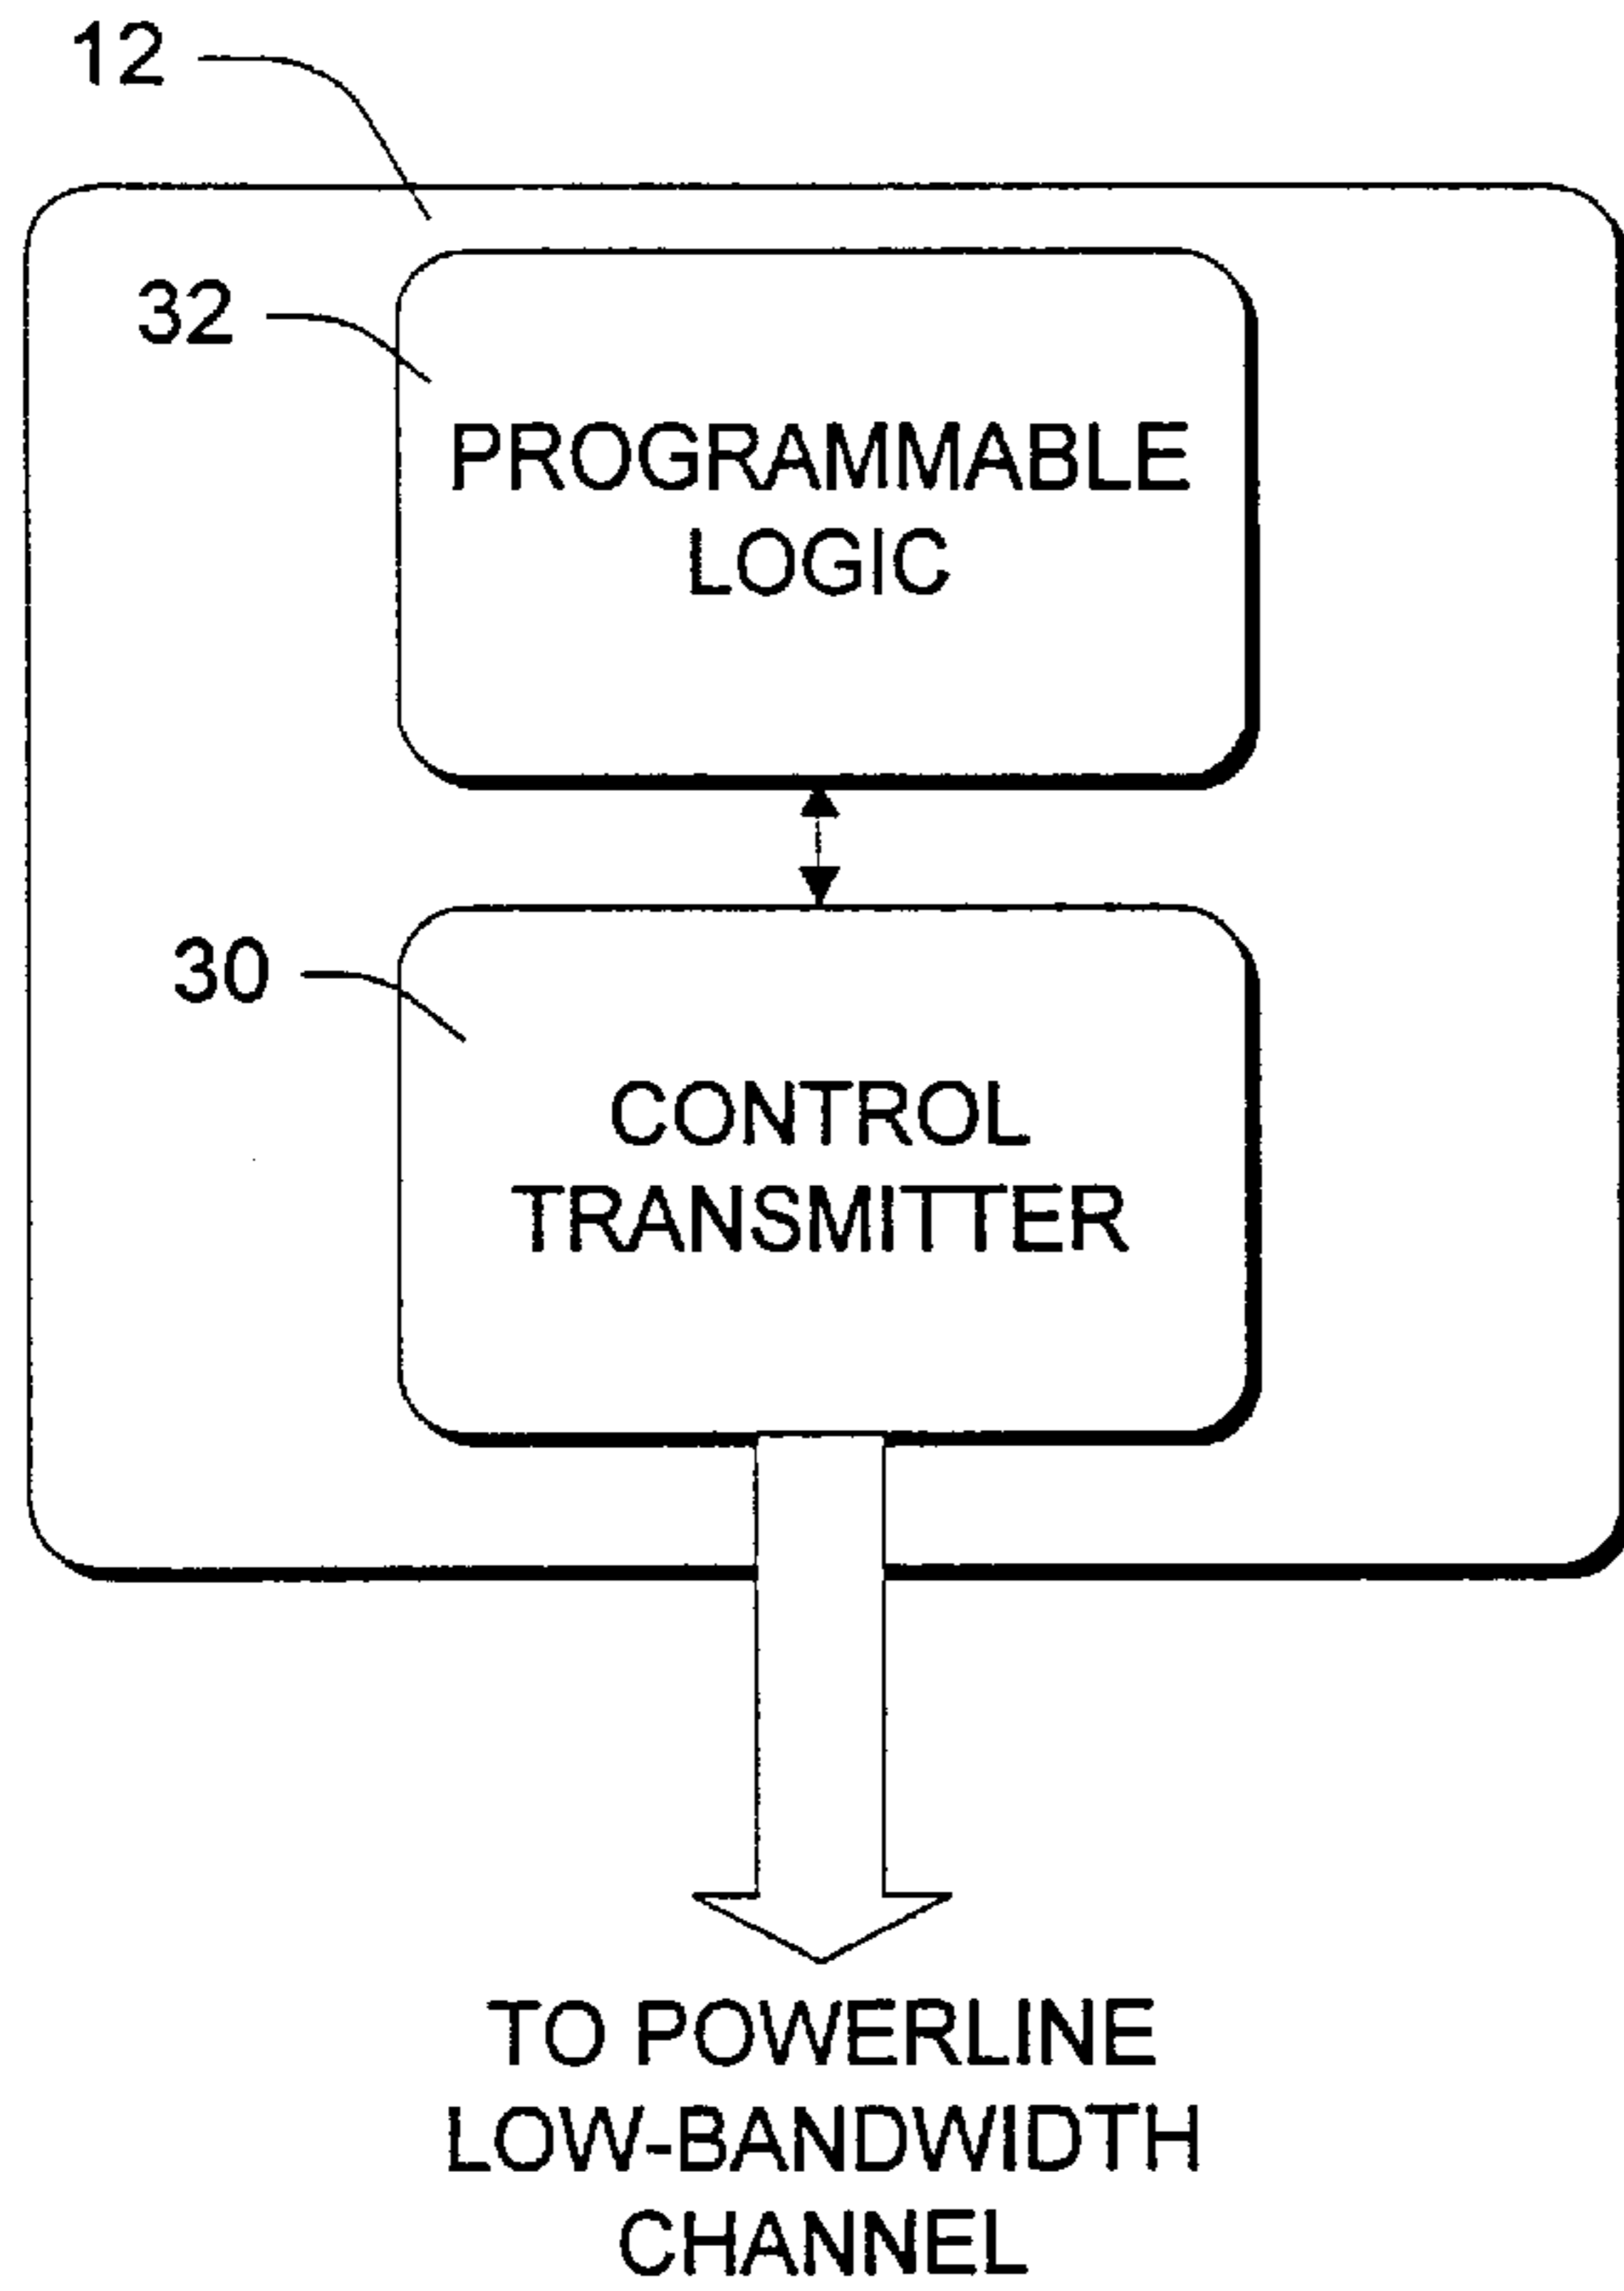 12
32
PROGRAMMABLE
LOGIC
30
CONTROL
TRANSMITTER
TO POWERLINE
LOW-BANDWIDTH
CHANNEL